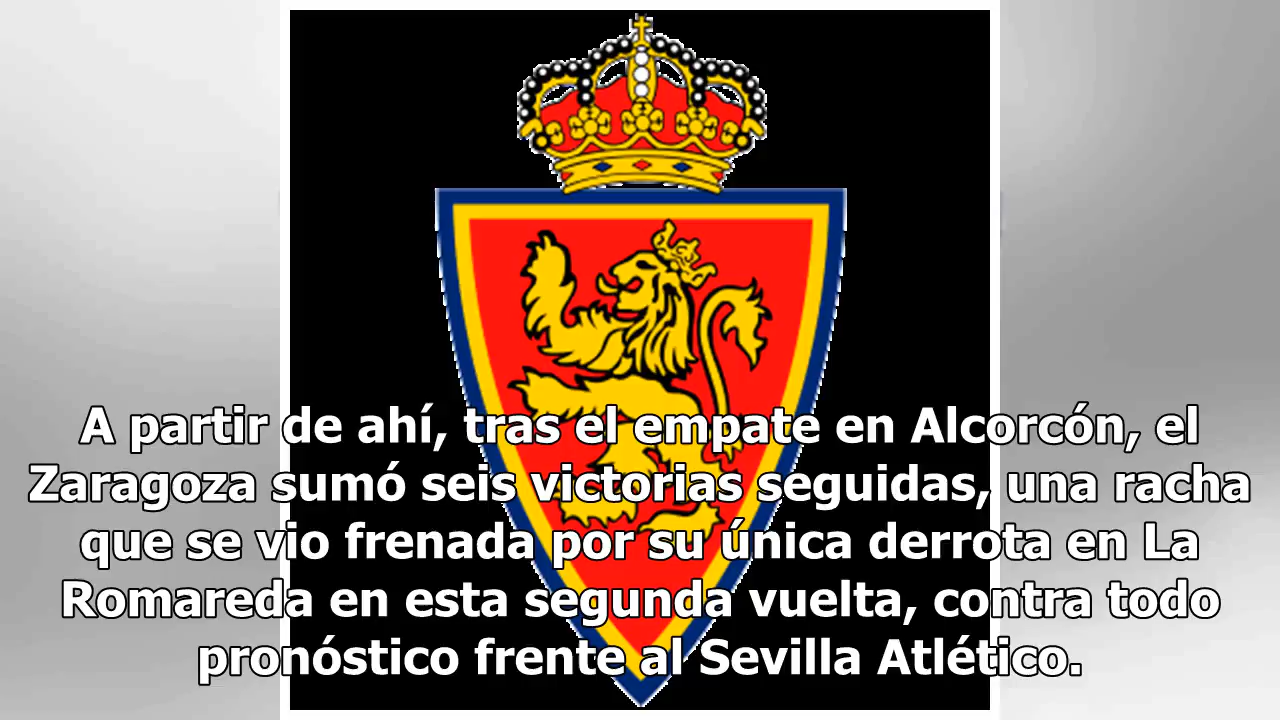 A partir de ahí, tras el empate en Alcorcón, el
Zaragoza sumó seis victorias seguidas, una racha
que se vio frenada por su única derrota en La
Romareda en esta segunda vuelta, contra todo
pronóstico frente al Sevilla Atlético.